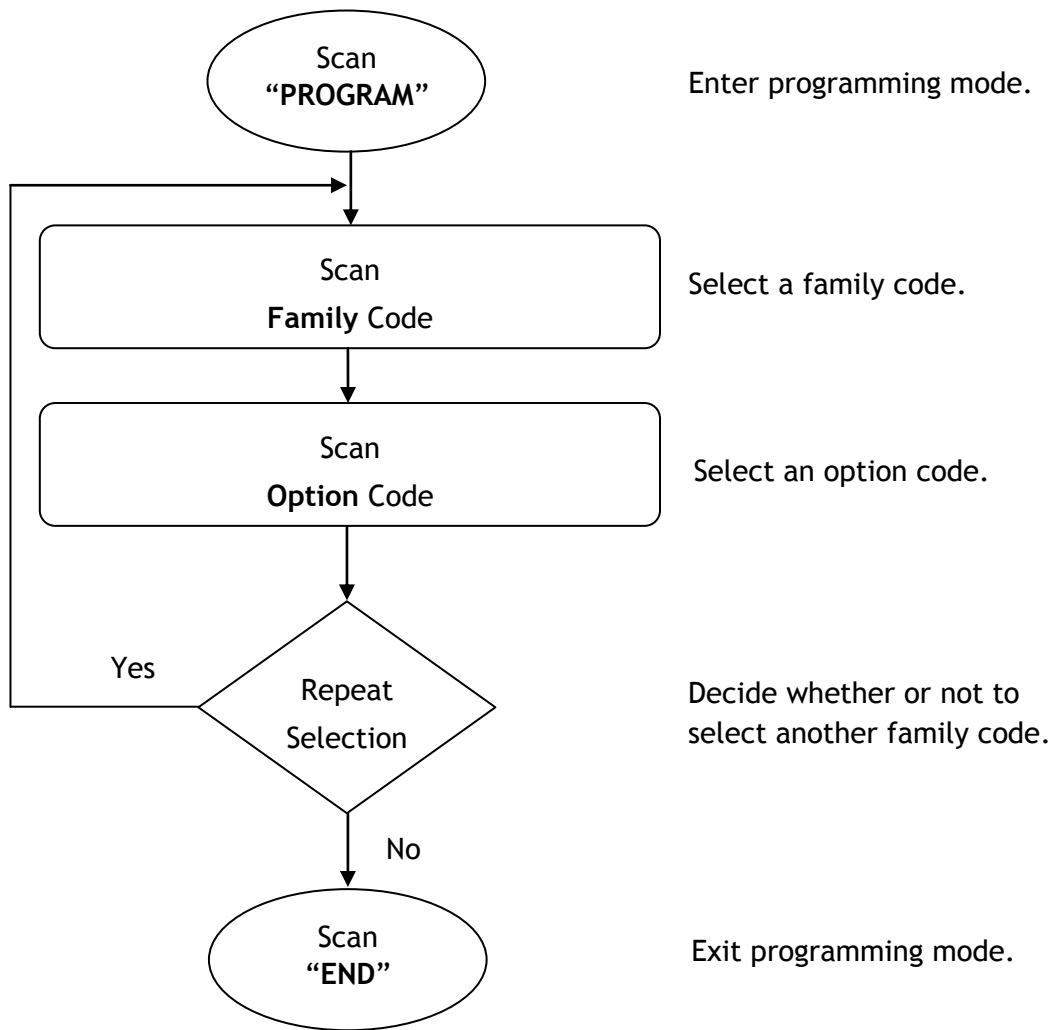 Scan
“PROGRAM”
Enter programming mode.
Scan
Family Code
Select a family code.
Scan
Option Code
Select an option code.
Yes
Repeat
Selection
Decide whether or not to
select another family code.
No
Scan
“END”
Exit programming mode.